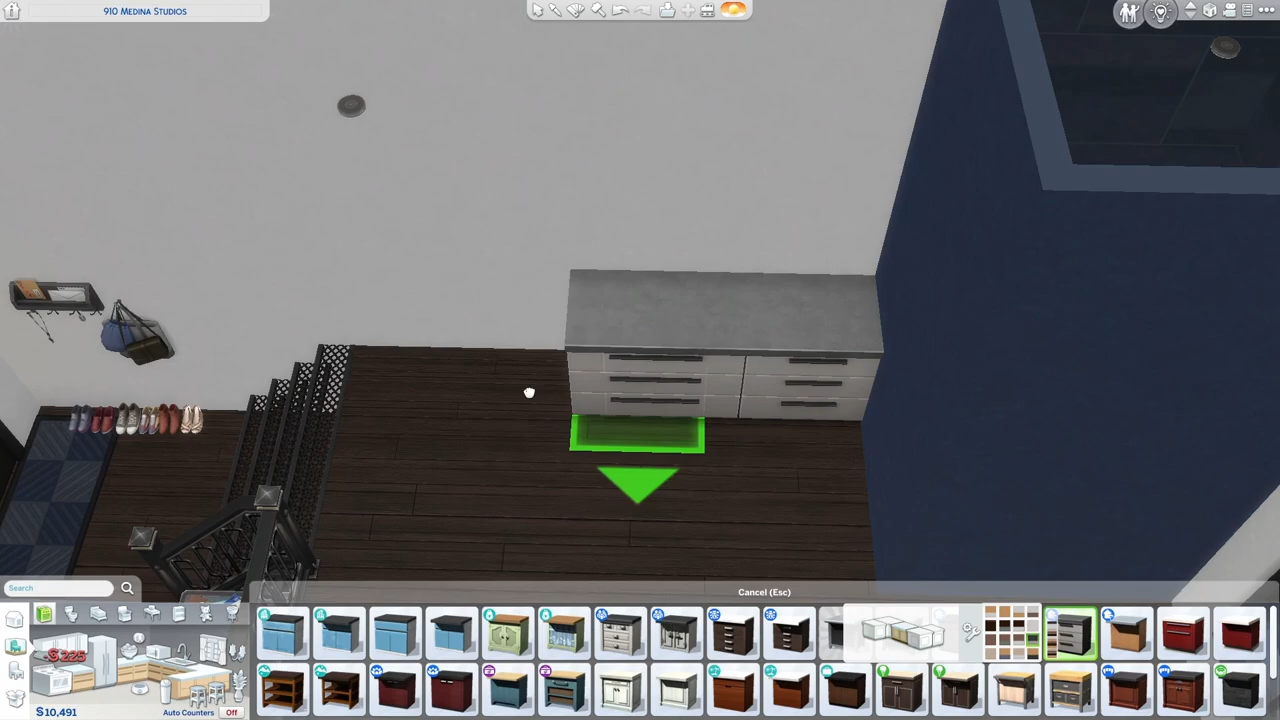 910 MEDINA STUDIOS
Cancel (Esc)
Search
-§225
§10,491
Auto Counters
Off